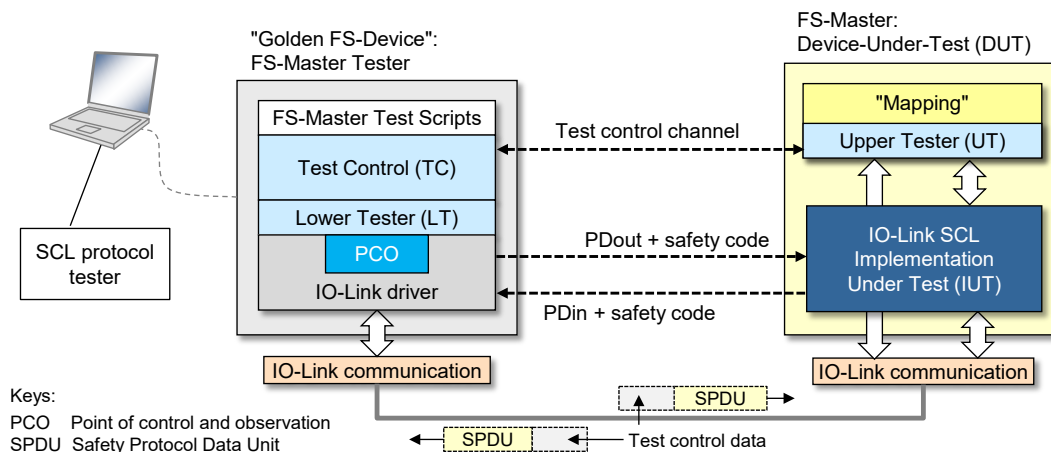 "Golden FS-Device":
FS-Master Tester
FS-Master:
Device-Under-Test (DUT)
FS-Master Test Scripts
Test Control (TC)
Lower Tester (LT)
PCO
IO-Link driver
IO-Link communication
SCL protocol
tester
Test control channel
PDout + safety code
PDin + safety code
"Mapping"
Upper Tester (UT)
IO-Link SCL
Implementation
Under Test (IUT)
IO-Link communication
SPDU
SPDU
Test control data
Keys:
PCO Point of control and observation
SPDU Safety Protocol Data Unit